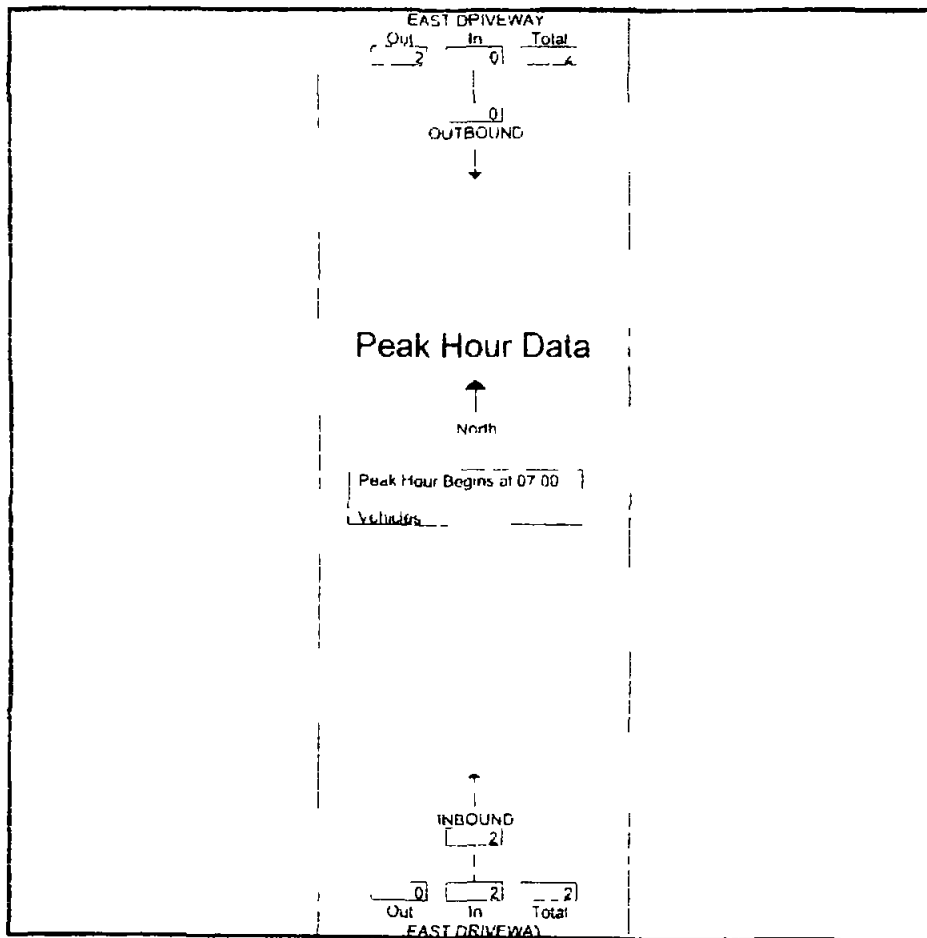 EAST DRIVEWAY
Out In Total
2 0
0
OUTBOUND
Peak Hour Data
North
Peak Hour Begins at 07:00
Vehicles
INBOUND
2
0 2 2
Out In Total
EAST DRIVEWAY